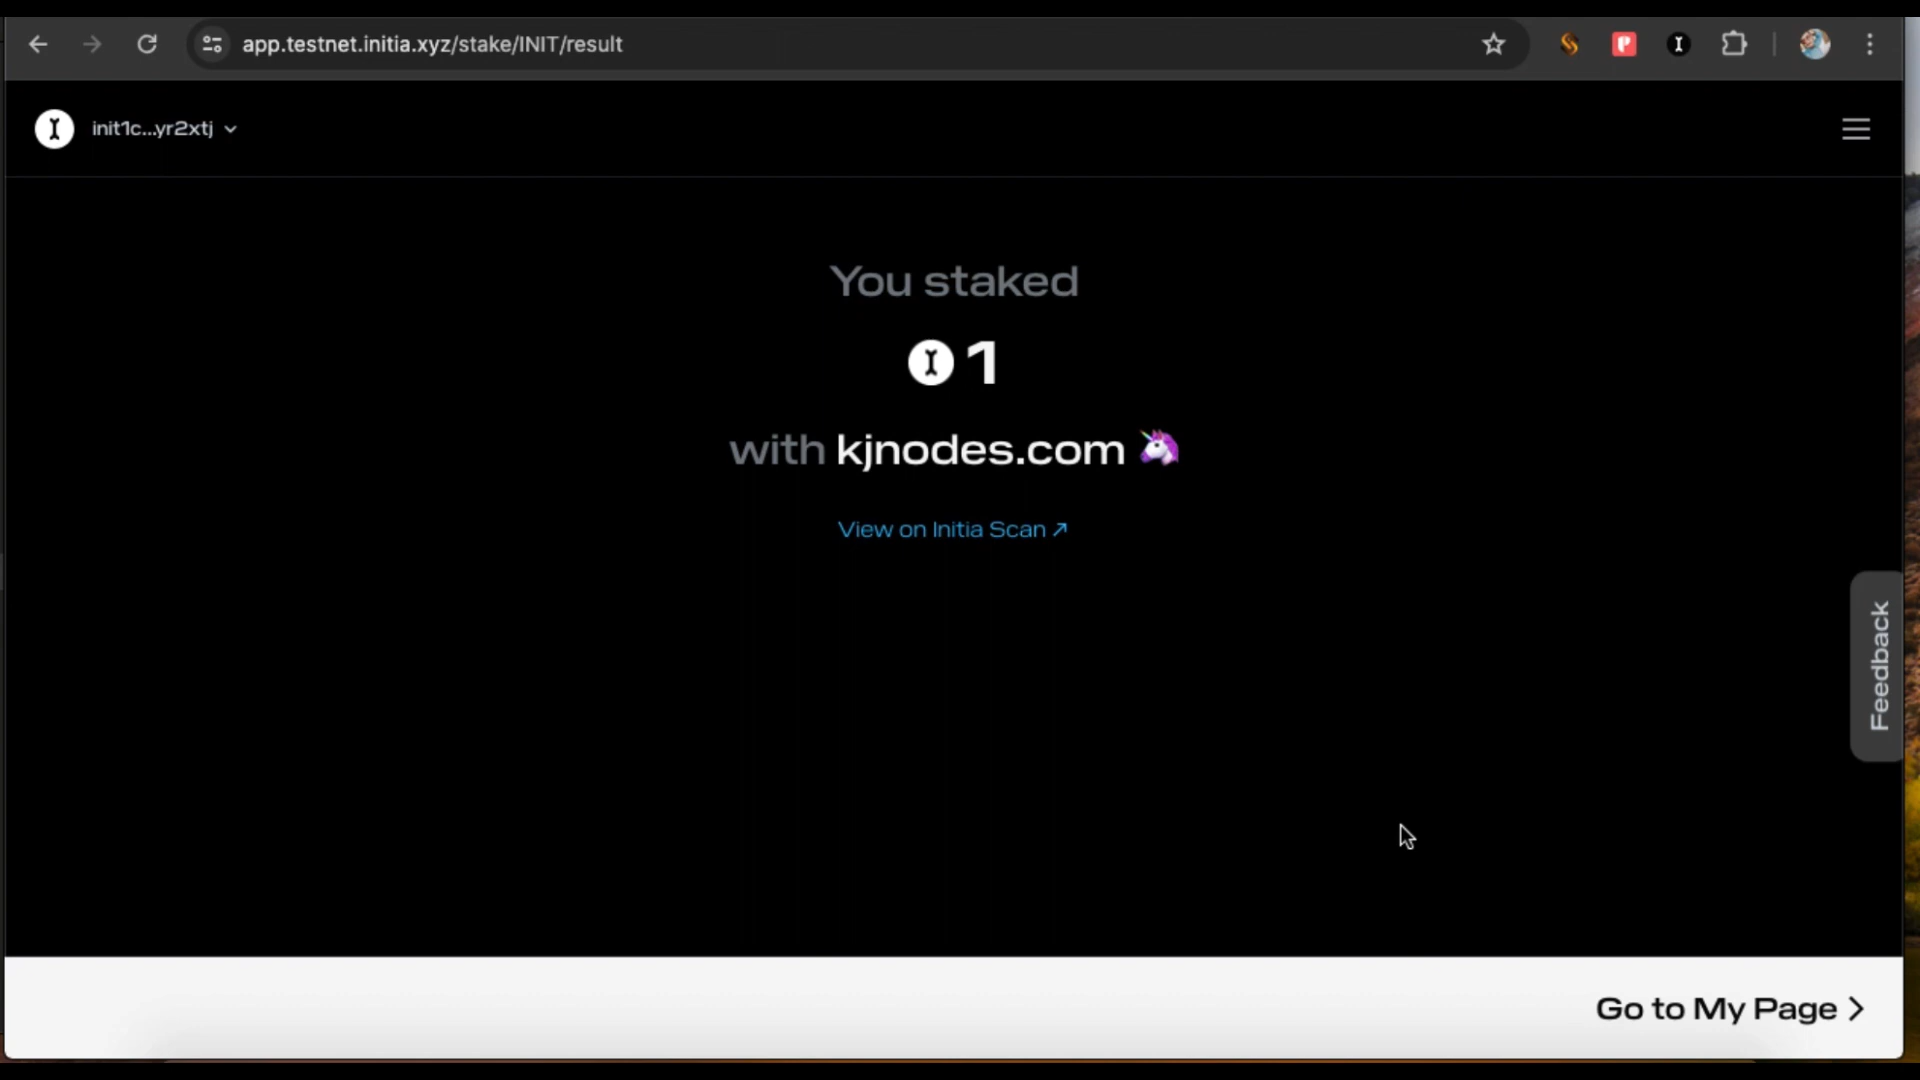 app.testnet.initia.xyz/stake/INIT/result
init1c...yr2xtj
You staked
1
with kjnodes.com 🦄
View on Initia Scan ↗
Feedback
Go to My Page >